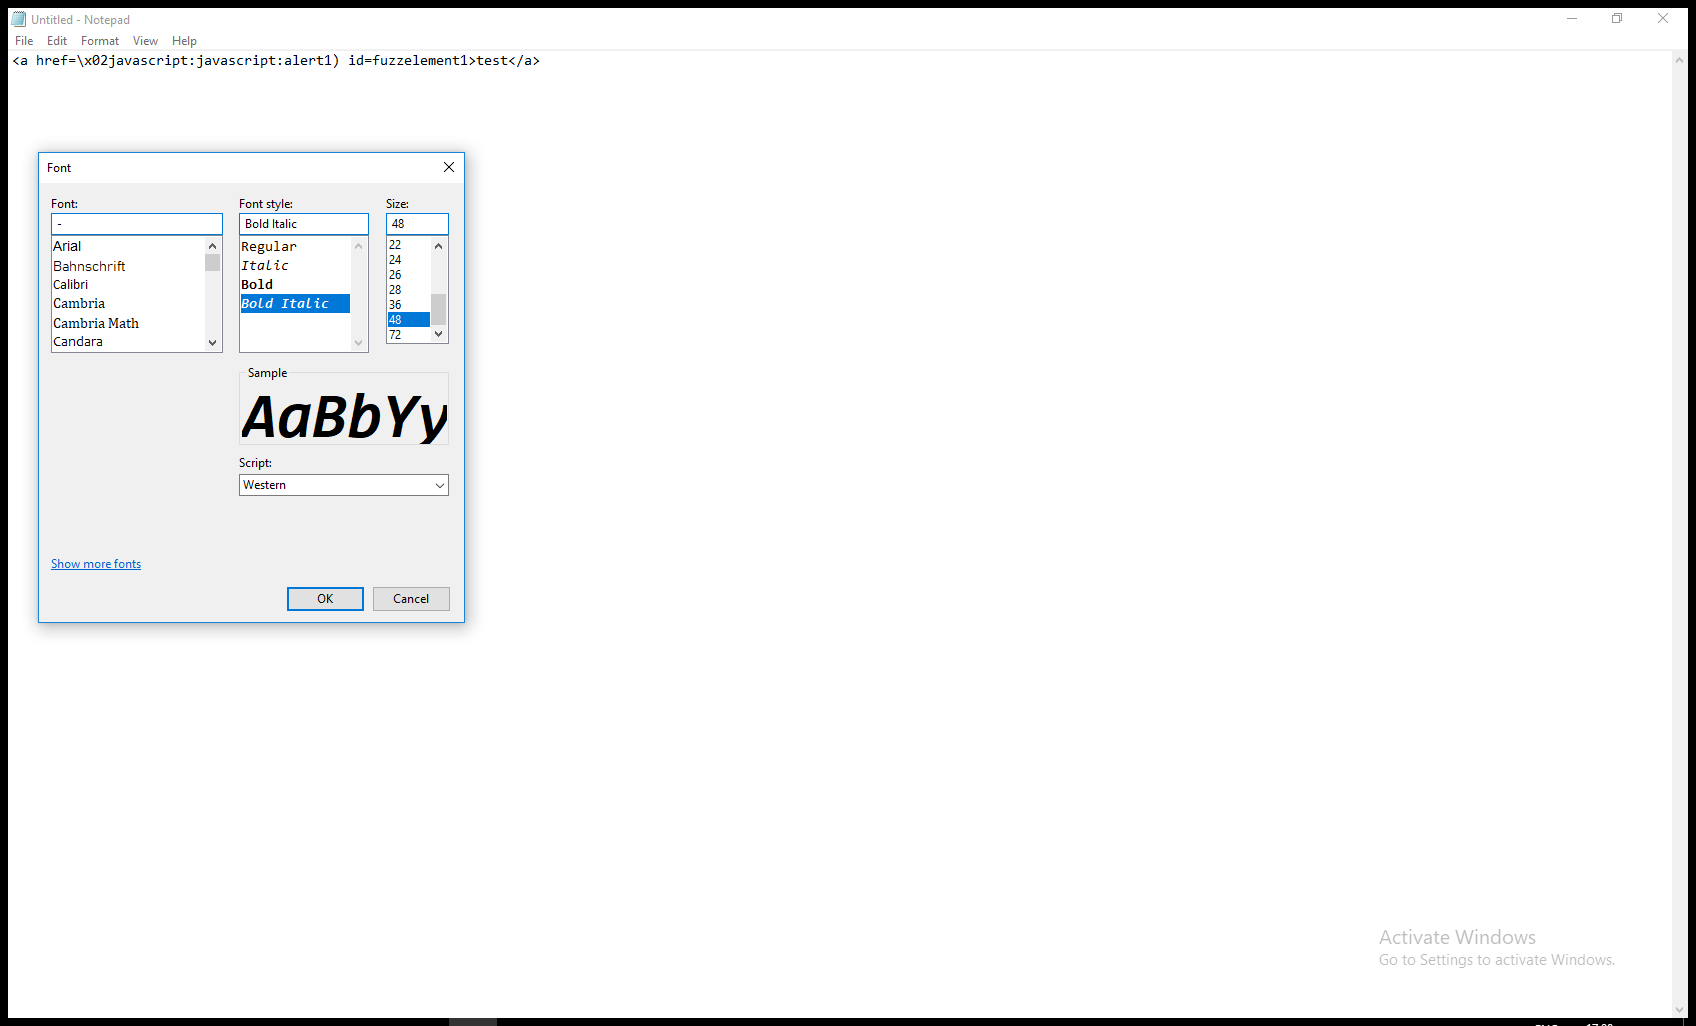 Untitled - Notepad
File Edit Format View Help
<a href=\x02javascript:javascript:alert1) id=fuzzelement1>test</a>
Font
Font: Font style: Size:
- Bold Italic 48
Arial
Bahnschrift
Calibri
Cambria
Cambria Math
Candara
Regular
Italic
Bold
Bold Italic
22
24
26
28
36
48
72
Sample
AaBbYy
Script:
Western
Show more fonts
OK Cancel
Activate Windows
Go to Settings to activate Windows.